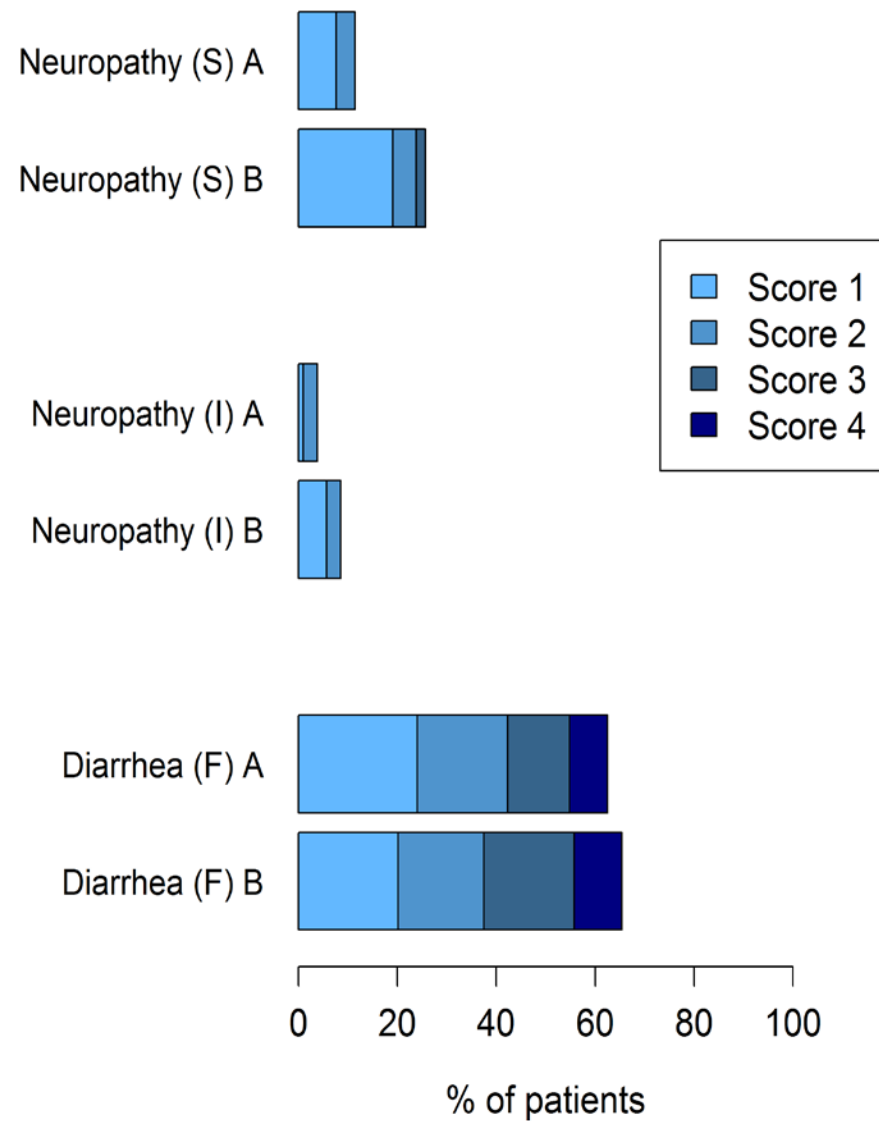 Neuropathy (S) A
Neuropathy (S) B
Score 1
Score 2
Score 3
Score 4
Neuropathy (I) A
Neuropathy (I) B
Diarrhea (F) A
Diarrhea (F) B
0 20 40 60 80 100
% of patients